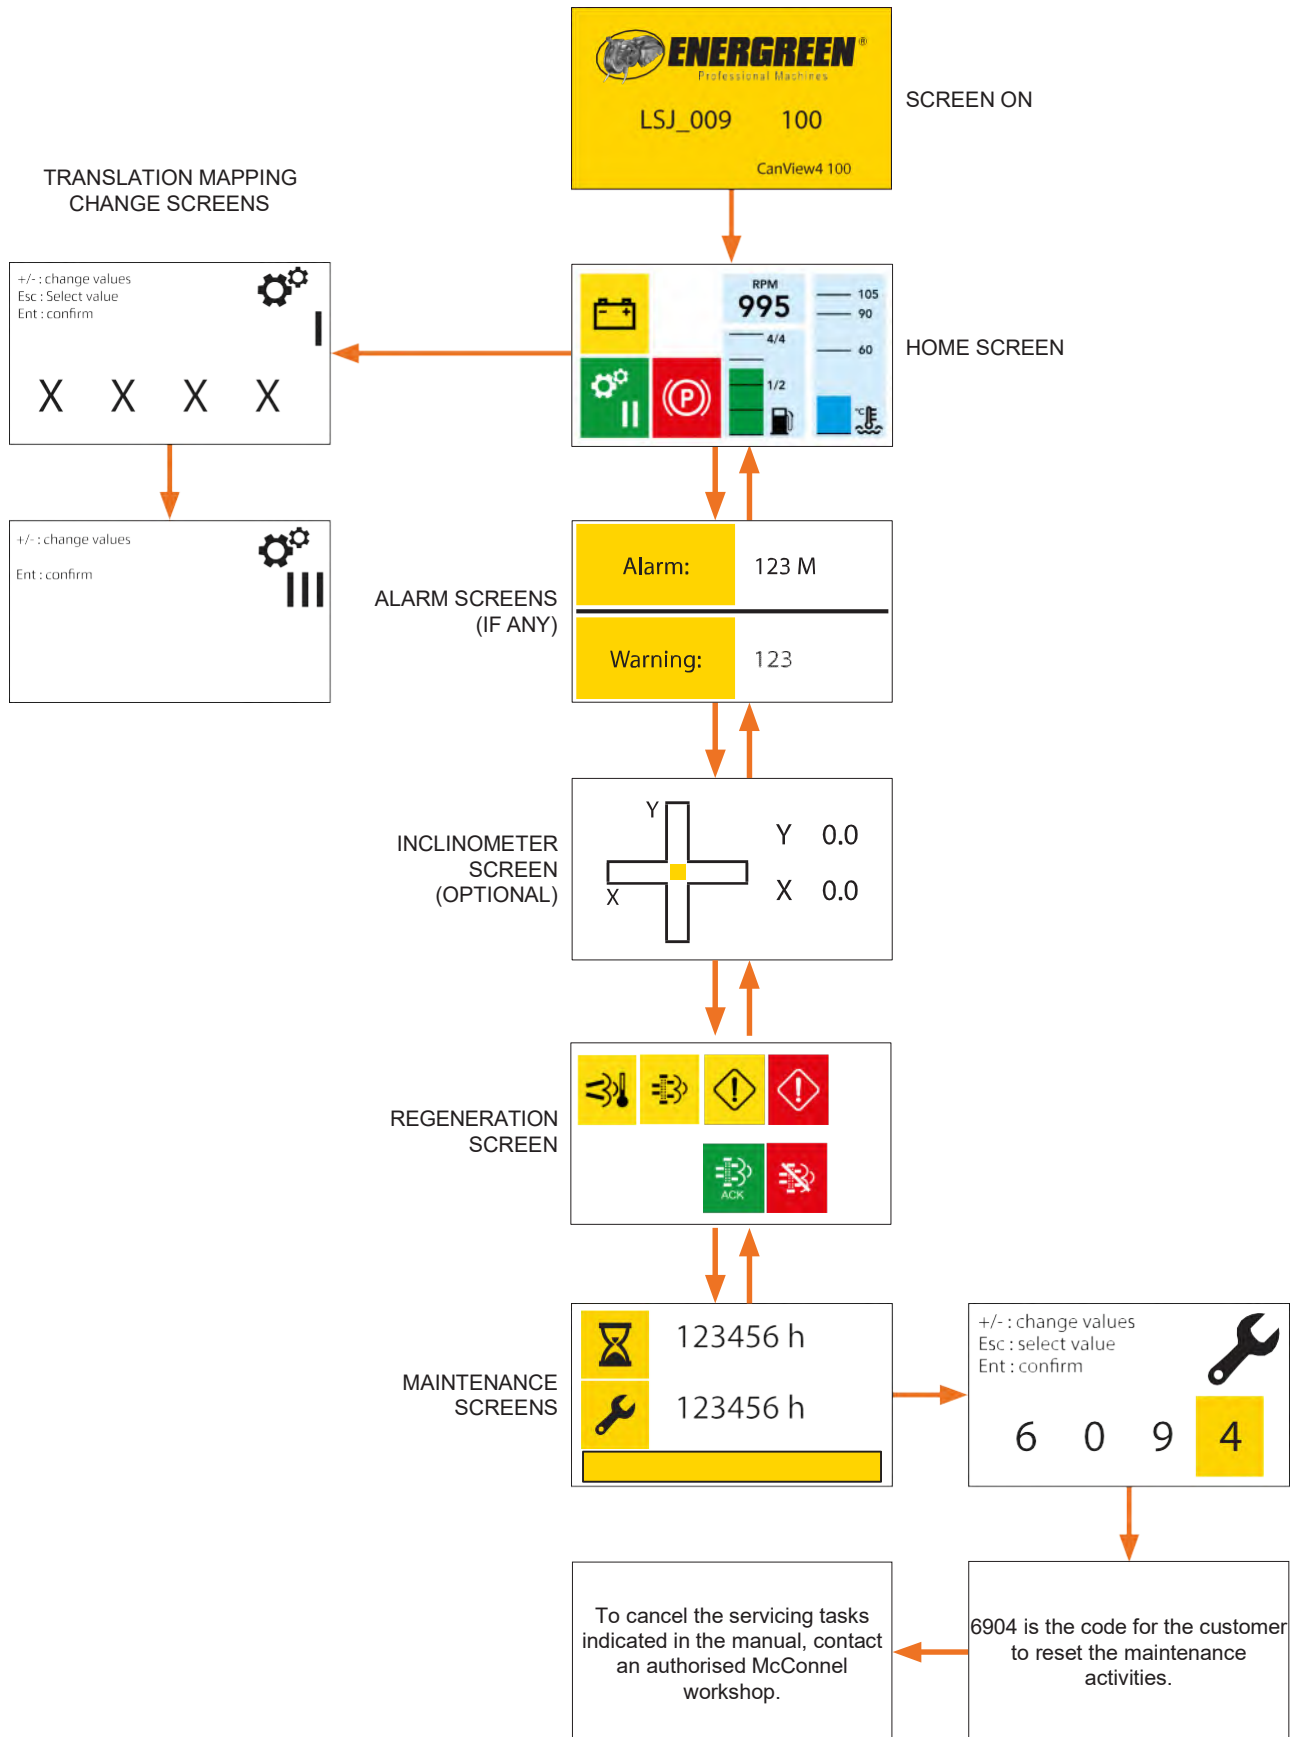 ENERGREEN®
Professional Machines
LSJ_009 100
CanView4 100
SCREEN ON
TRANSLATION MAPPING
CHANGE SCREENS
+/- : change values
Esc : Select value
Ent : confirm
I
X X X X
RPM
995
4/4
1/2
105
90
60
°C
II
P
HOME SCREEN
+/- : change values
Ent : confirm
III
ALARM SCREENS
(IF ANY)
Alarm: 123 M
Warning: 123
INCLINOMETER
SCREEN
(OPTIONAL)
Y
X
Y 0.0
X 0.0
REGENERATION
SCREEN
ACK
MAINTENANCE
SCREENS
123456 h
123456 h
+/- : change values
Esc : select value
Ent : confirm
6 0 9 4
To cancel the servicing tasks
indicated in the manual, contact
an authorised McConnel
workshop.
6904 is the code for the customer
to reset the maintenance
activities.